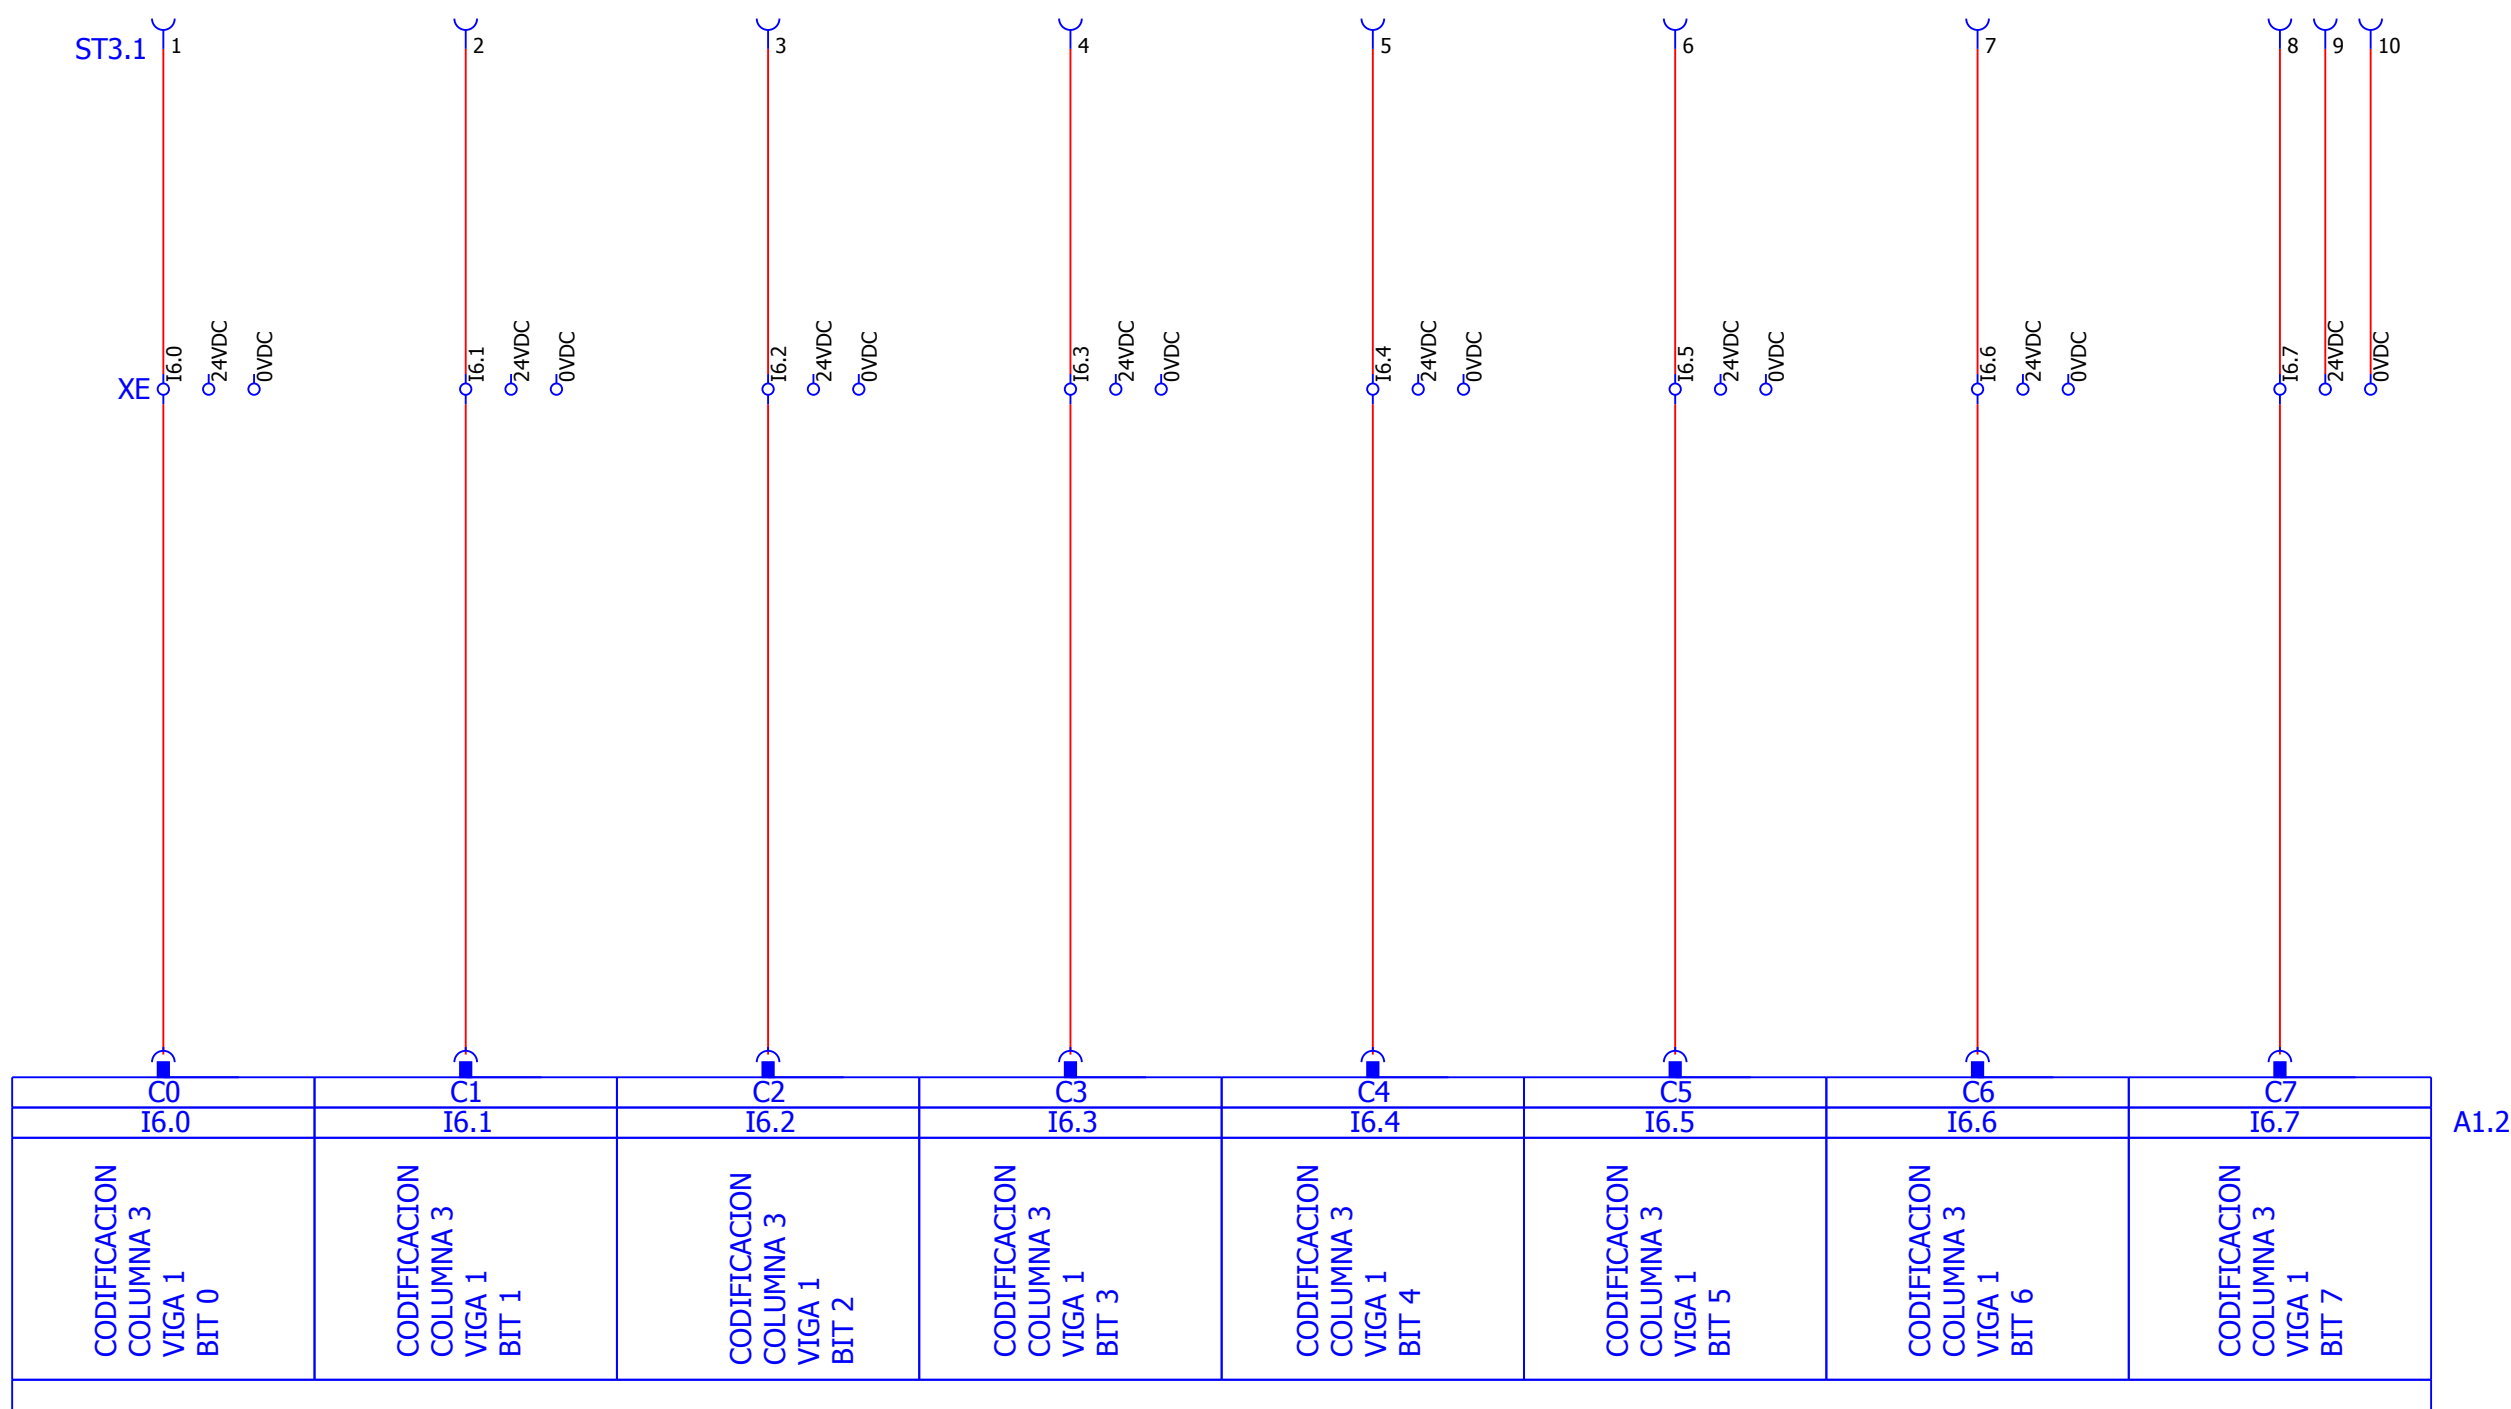 ST3.1 1 2 3 4 5 6 7 8 9 10
XE I6.0 24VDC 0VDC I6.1 24VDC 0VDC I6.2 24VDC 0VDC I6.3 24VDC 0VDC I6.4 24VDC 0VDC I6.5 24VDC 0VDC I6.6 24VDC 0VDC I6.7 24VDC 0VDC
C0 C1 C2 C3 C4 C5 C6 C7
I6.0 I6.1 I6.2 I6.3 I6.4 I6.5 I6.6 I6.7 A1.2
CODIFICACION
COLUMNA 3
VIGA 1
BIT 0
CODIFICACION
COLUMNA 3
VIGA 1
BIT 1
CODIFICACION
COLUMNA 3
VIGA 1
BIT 2
CODIFICACION
COLUMNA 3
VIGA 1
BIT 3
CODIFICACION
COLUMNA 3
VIGA 1
BIT 4
CODIFICACION
COLUMNA 3
VIGA 1
BIT 5
CODIFICACION
COLUMNA 3
VIGA 1
BIT 6
CODIFICACION
COLUMNA 3
VIGA 1
BIT 7